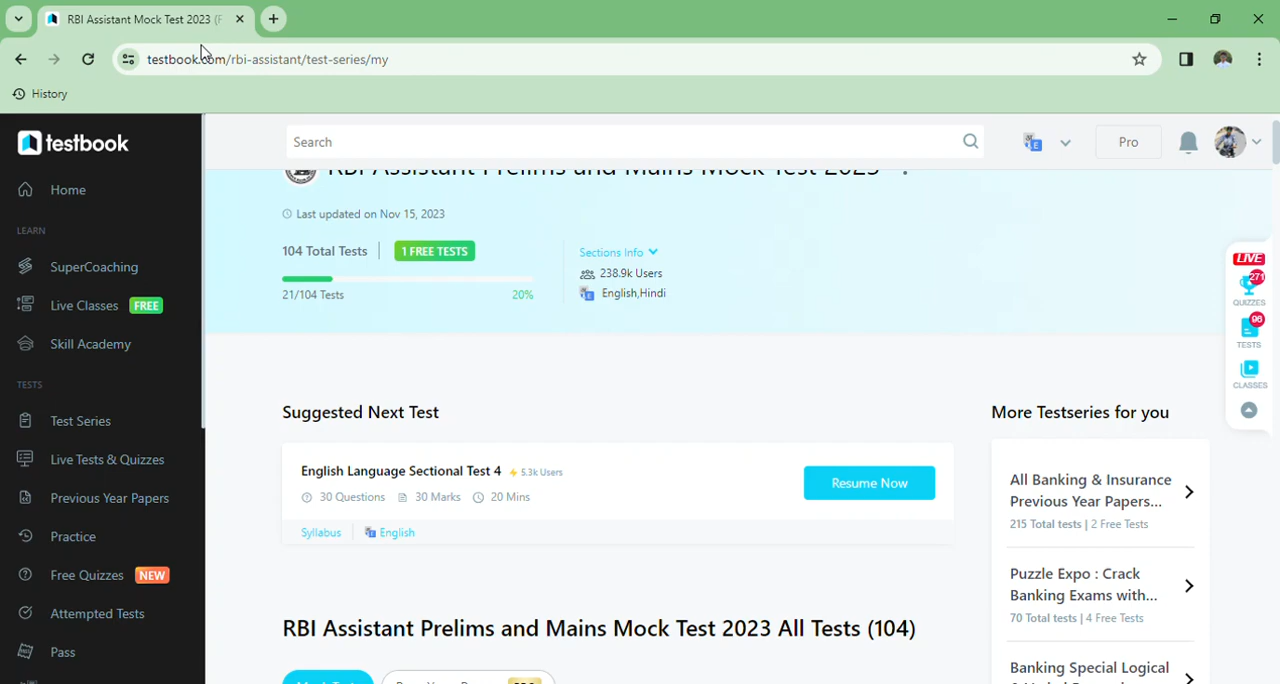 RBI Assistant Mock Test 2023 (F
testbook.com/rbi-assistant/test-series/my
History
testbook
Search
Pro
Home
LEARN
SuperCoaching
Live Classes FREE
Skill Academy
TESTS
Test Series
Live Tests & Quizzes
Previous Year Papers
Practice
Free Quizzes NEW
Attempted Tests
Pass
RBI Assistant Prelims and Mains Mock Test 2023
Last updated on Nov 15, 2023
104 Total Tests 1 FREE TESTS
21/104 Tests 20%
Sections Info
238.9k Users
English,Hindi
LIVE
271
QUIZZES
96
TESTS
CLASSES
Suggested Next Test
English Language Sectional Test 4 5.3k Users
30 Questions 30 Marks 20 Mins
Resume Now
Syllabus English
RBI Assistant Prelims and Mains Mock Test 2023 All Tests (104)
More Testseries for you
All Banking & Insurance
Previous Year Papers...
215 Total tests | 2 Free Tests
Puzzle Expo : Crack
Banking Exams with...
70 Total tests | 4 Free Tests
Banking Special Logical